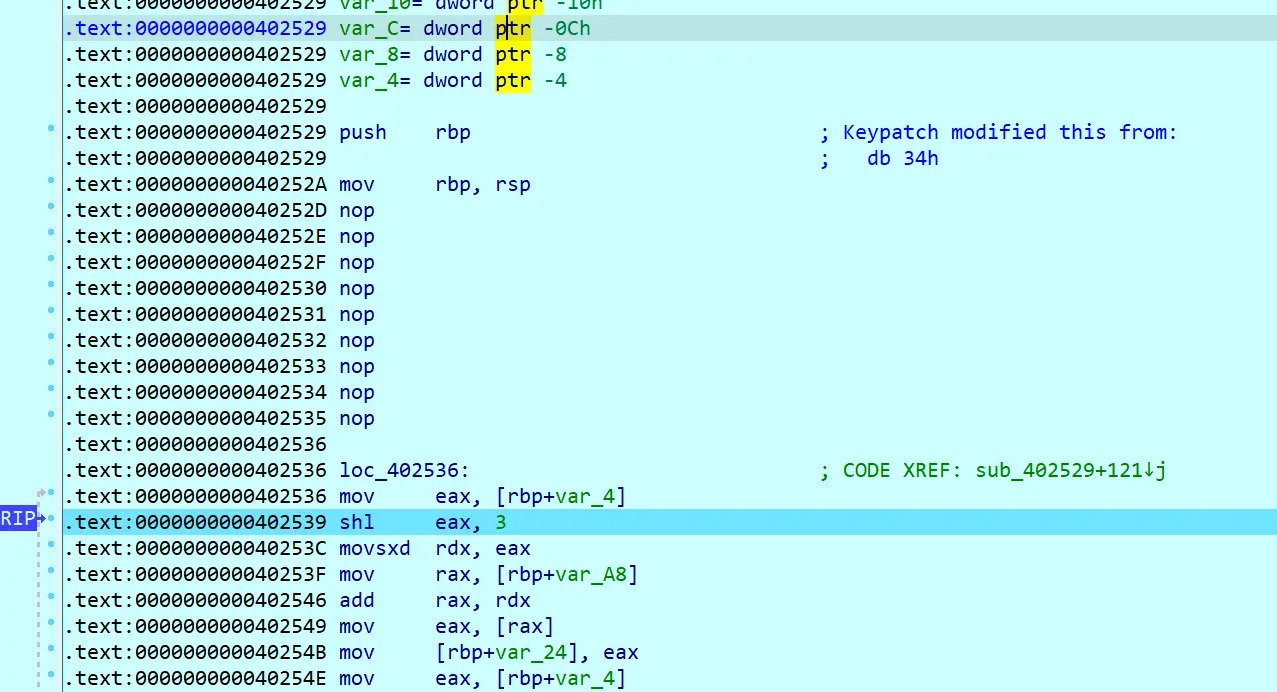 .text:0000000000402529 var_10= dword ptr -10h
.text:0000000000402529 var_C= dword ptr -0Ch
.text:0000000000402529 var_8= dword ptr -8
.text:0000000000402529 var_4= dword ptr -4
.text:0000000000402529
.text:0000000000402529 push    rbp                             ; Keypatch modified this from:
.text:0000000000402529                                         ;   db 34h
.text:000000000040252A mov     rbp, rsp
.text:000000000040252D nop
.text:000000000040252E nop
.text:000000000040252F nop
.text:0000000000402530 nop
.text:0000000000402531 nop
.text:0000000000402532 nop
.text:0000000000402533 nop
.text:0000000000402534 nop
.text:0000000000402535 nop
.text:0000000000402536
.text:0000000000402536 loc_402536:                             ; CODE XREF: sub_402529+121↓j
.text:0000000000402536 mov     eax, [rbp+var_4]
RIP .text:0000000000402539 shl     eax, 3
.text:000000000040253C movsxd  rdx, eax
.text:000000000040253F mov     rax, [rbp+var_A8]
.text:0000000000402546 add     rax, rdx
.text:0000000000402549 mov     eax, [rax]
.text:000000000040254B mov     [rbp+var_24], eax
.text:000000000040254E mov     eax, [rbp+var_4]